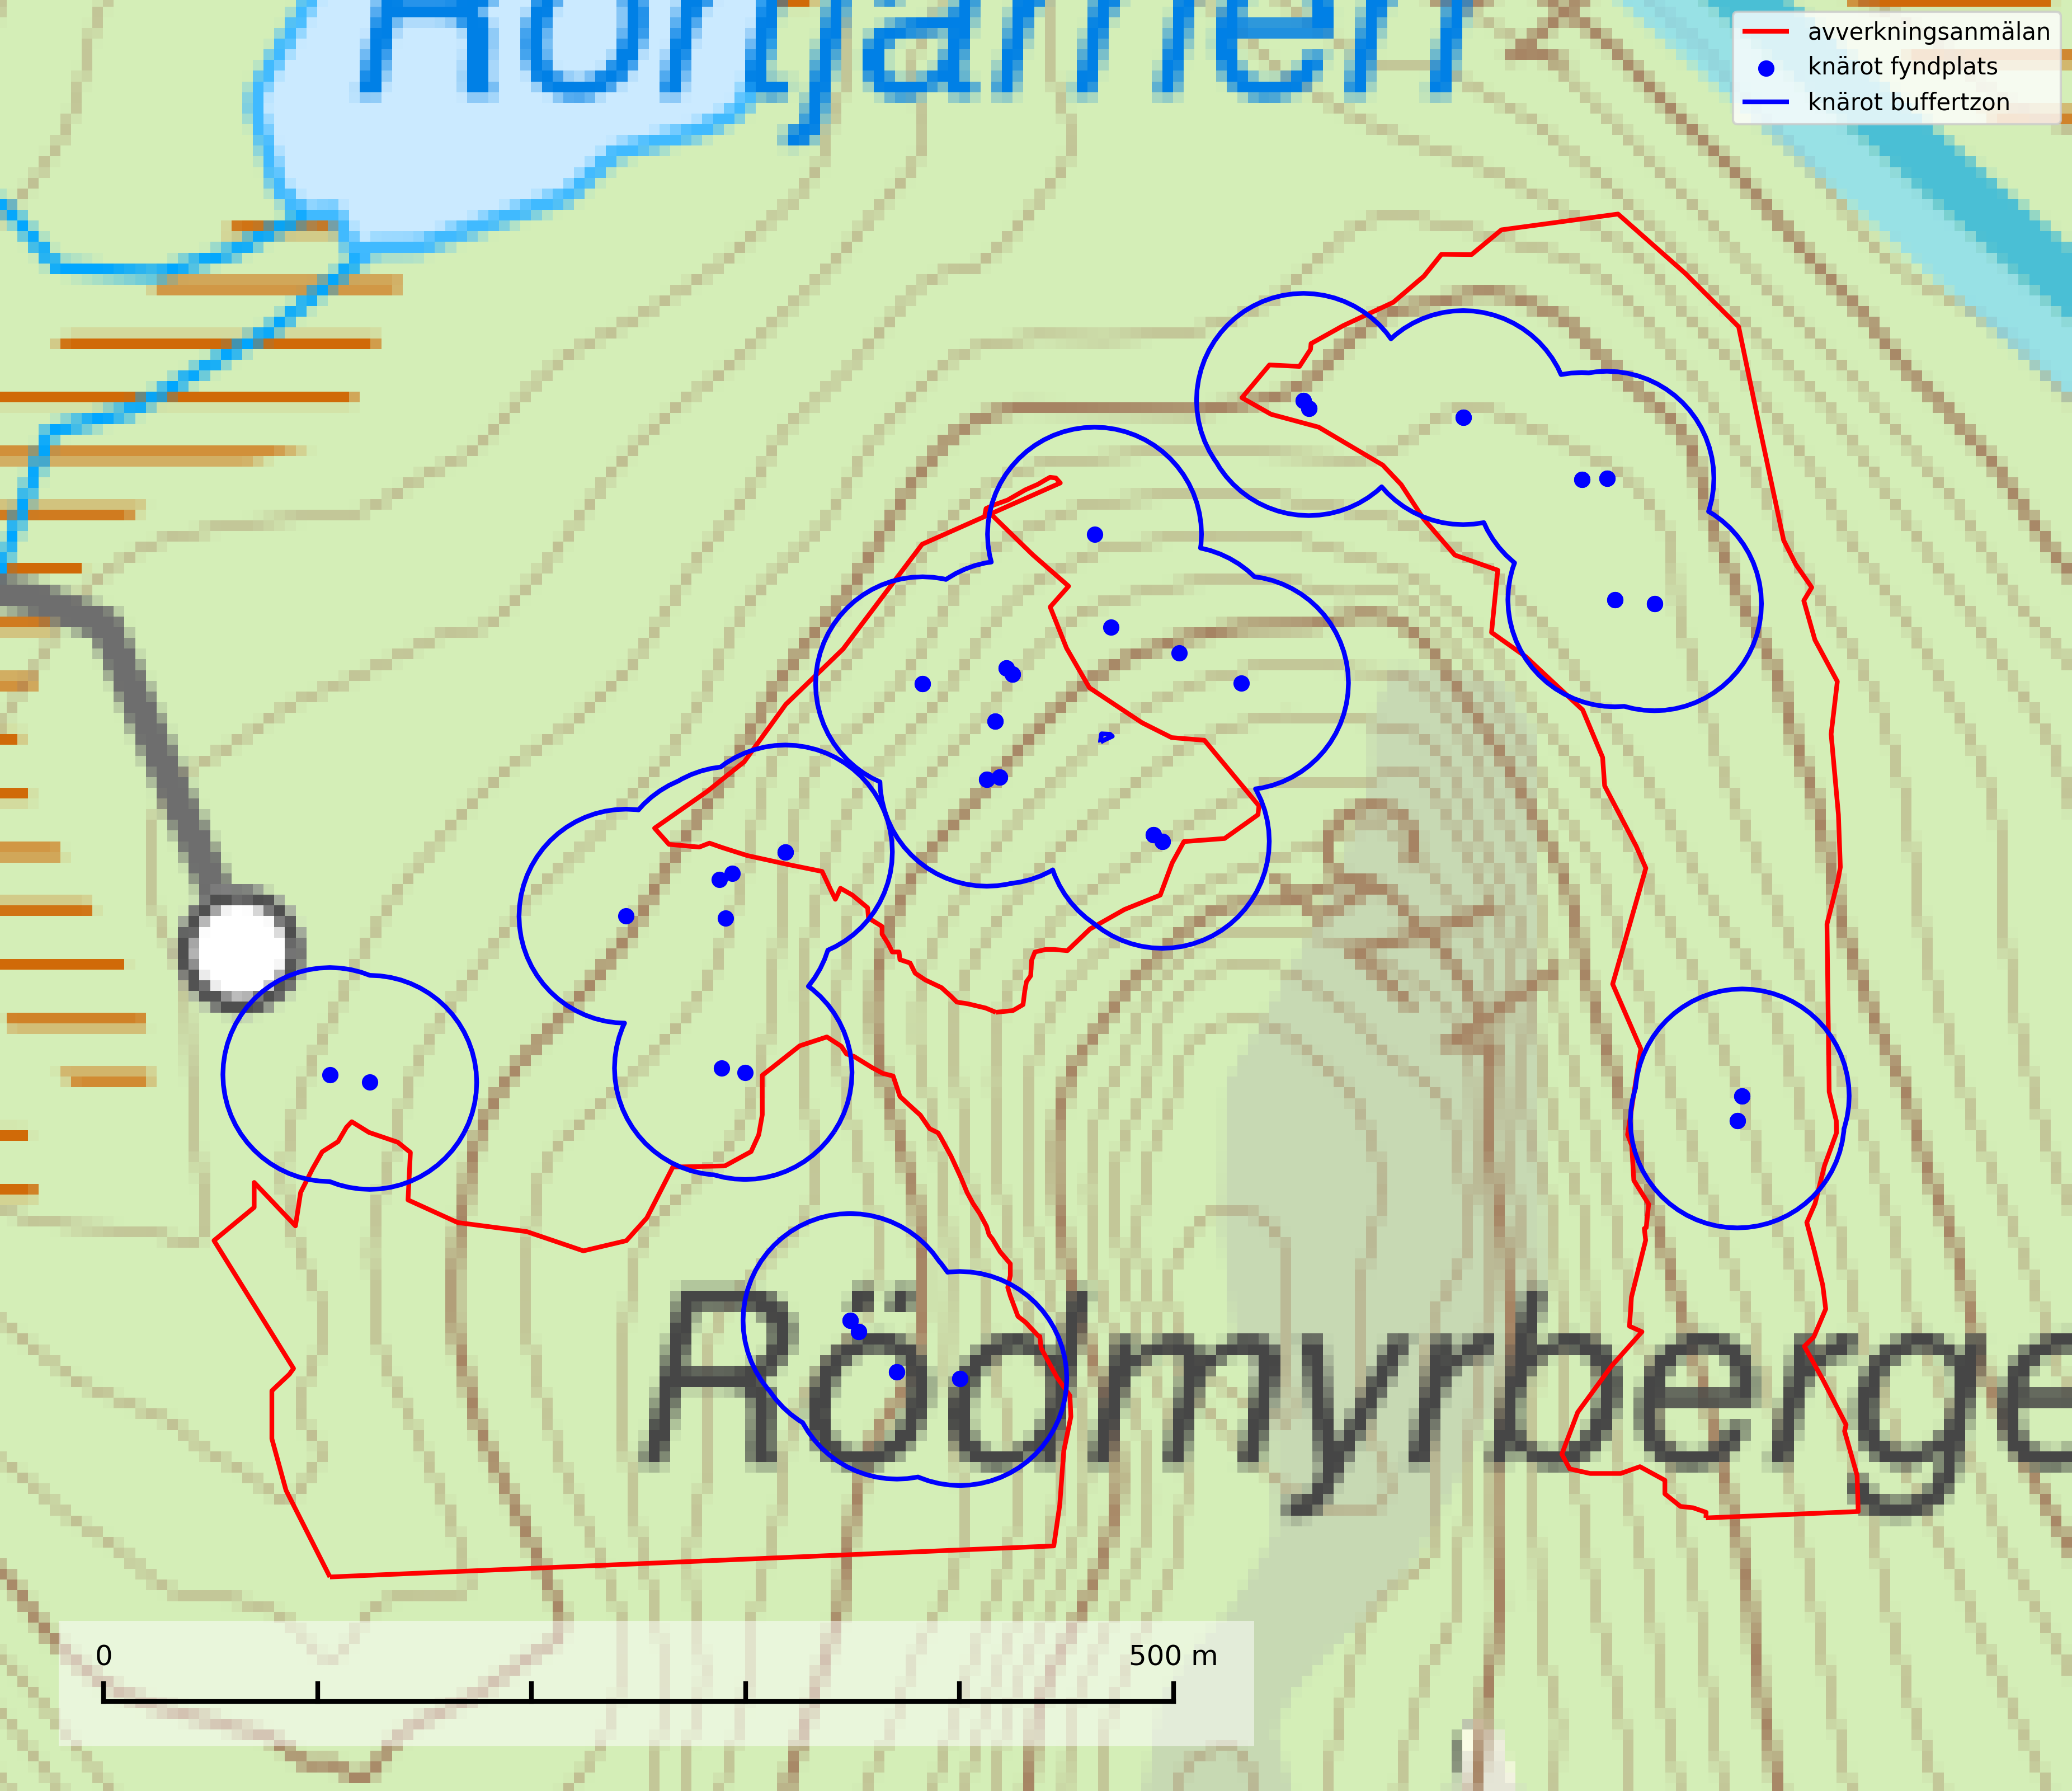 avverkningsanmälan
knärot fyndplats
knärot buffertzon
Rödmyrberge
0 500 m